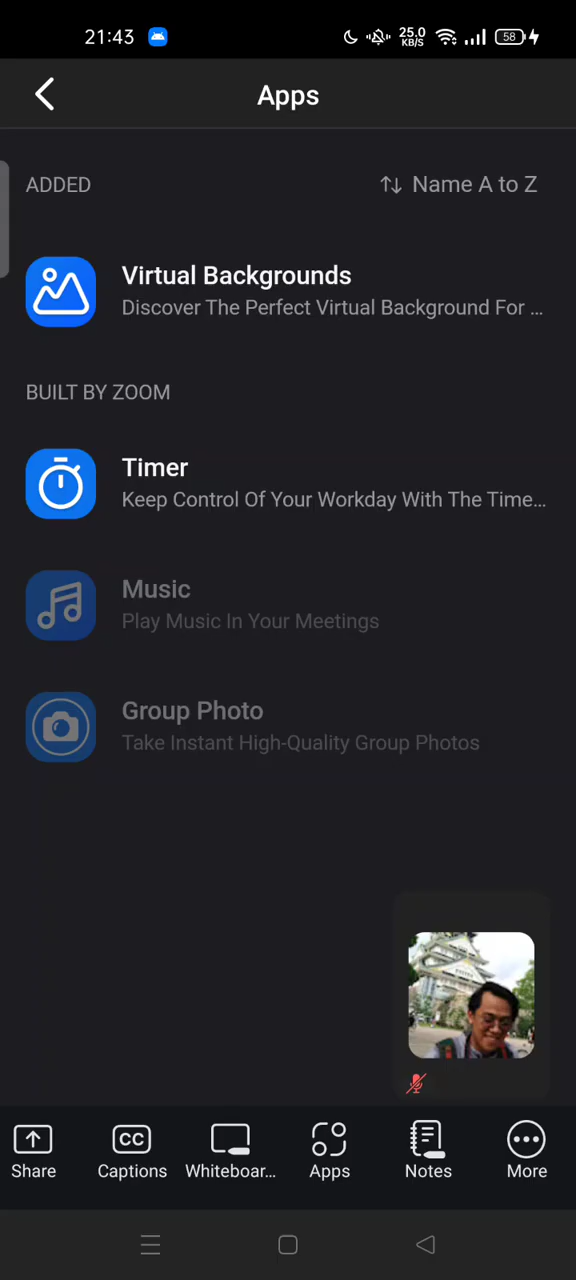 21:43
25.0
KB/S
58
Apps
ADDED
Name A to Z
Virtual Backgrounds
Discover The Perfect Virtual Background For ...
BUILT BY ZOOM
Timer
Keep Control Of Your Workday With The Time...
Music
Play Music In Your Meetings
Group Photo
Take Instant High-Quality Group Photos
CC
Share
Captions
Whiteboar...
Apps
Notes
More